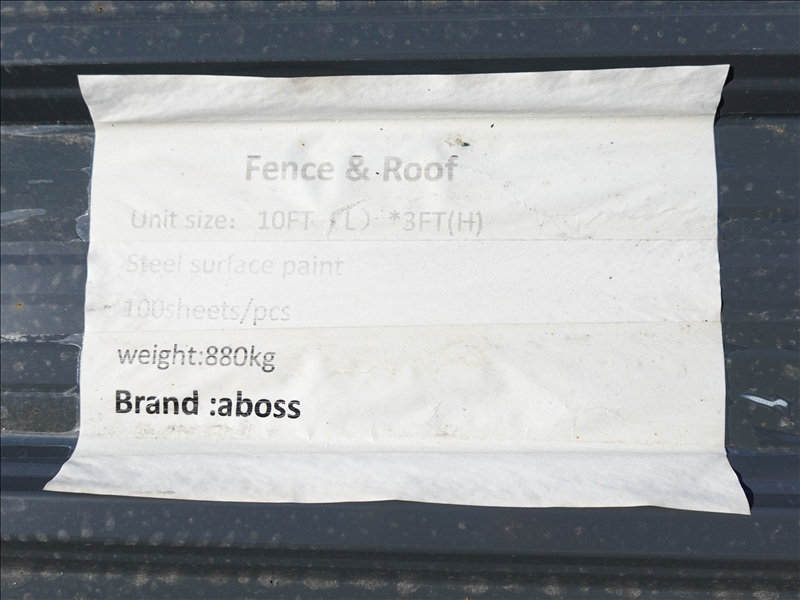 Fence & Roof
Unit size: 10FT (L) *3FT(H)
Steel surface paint
100sheets/pcs
weight:880kg
Brand :aboss